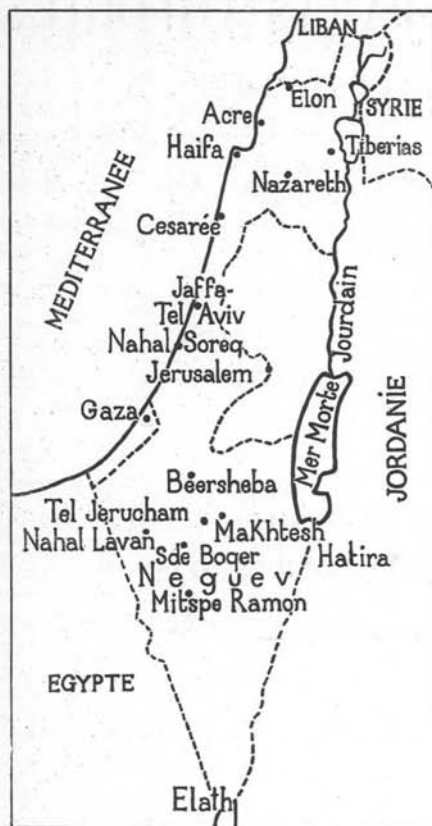 LIBAN
Elon
SYRIE
Acre
Haifa
Tiberias
Nazareth
Cesarée
MEDITERRANEE
Jaffa-
Tel Aviv
Nahal Soreq
Jerusalem
Jourdain
Gaza
Mer Morte
JORDANIE
Beersheba
Tel Jerucham
MaKhtesh
Nahal Lavan
Hatira
Sde Boqer
Neguev
Mitspe Ramon
EGYPTE
Elath